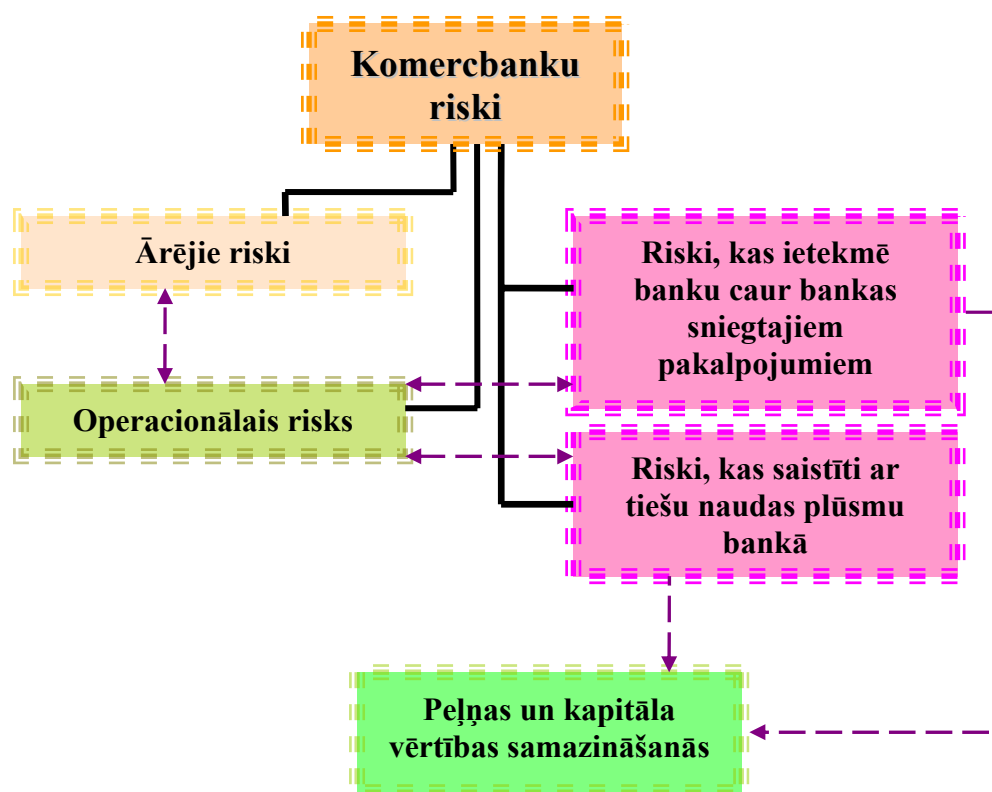 Komercbanku
riski
Ārējie riski
Riski, kas ietekmē
banku caur bankas
sniegtajiem
pakalpojumiem
Operacionālais risks
Riski, kas saistīti ar
tiešu naudas plūsmu
bankā
Peļņas un kapitāla
vērtības samazināšanās